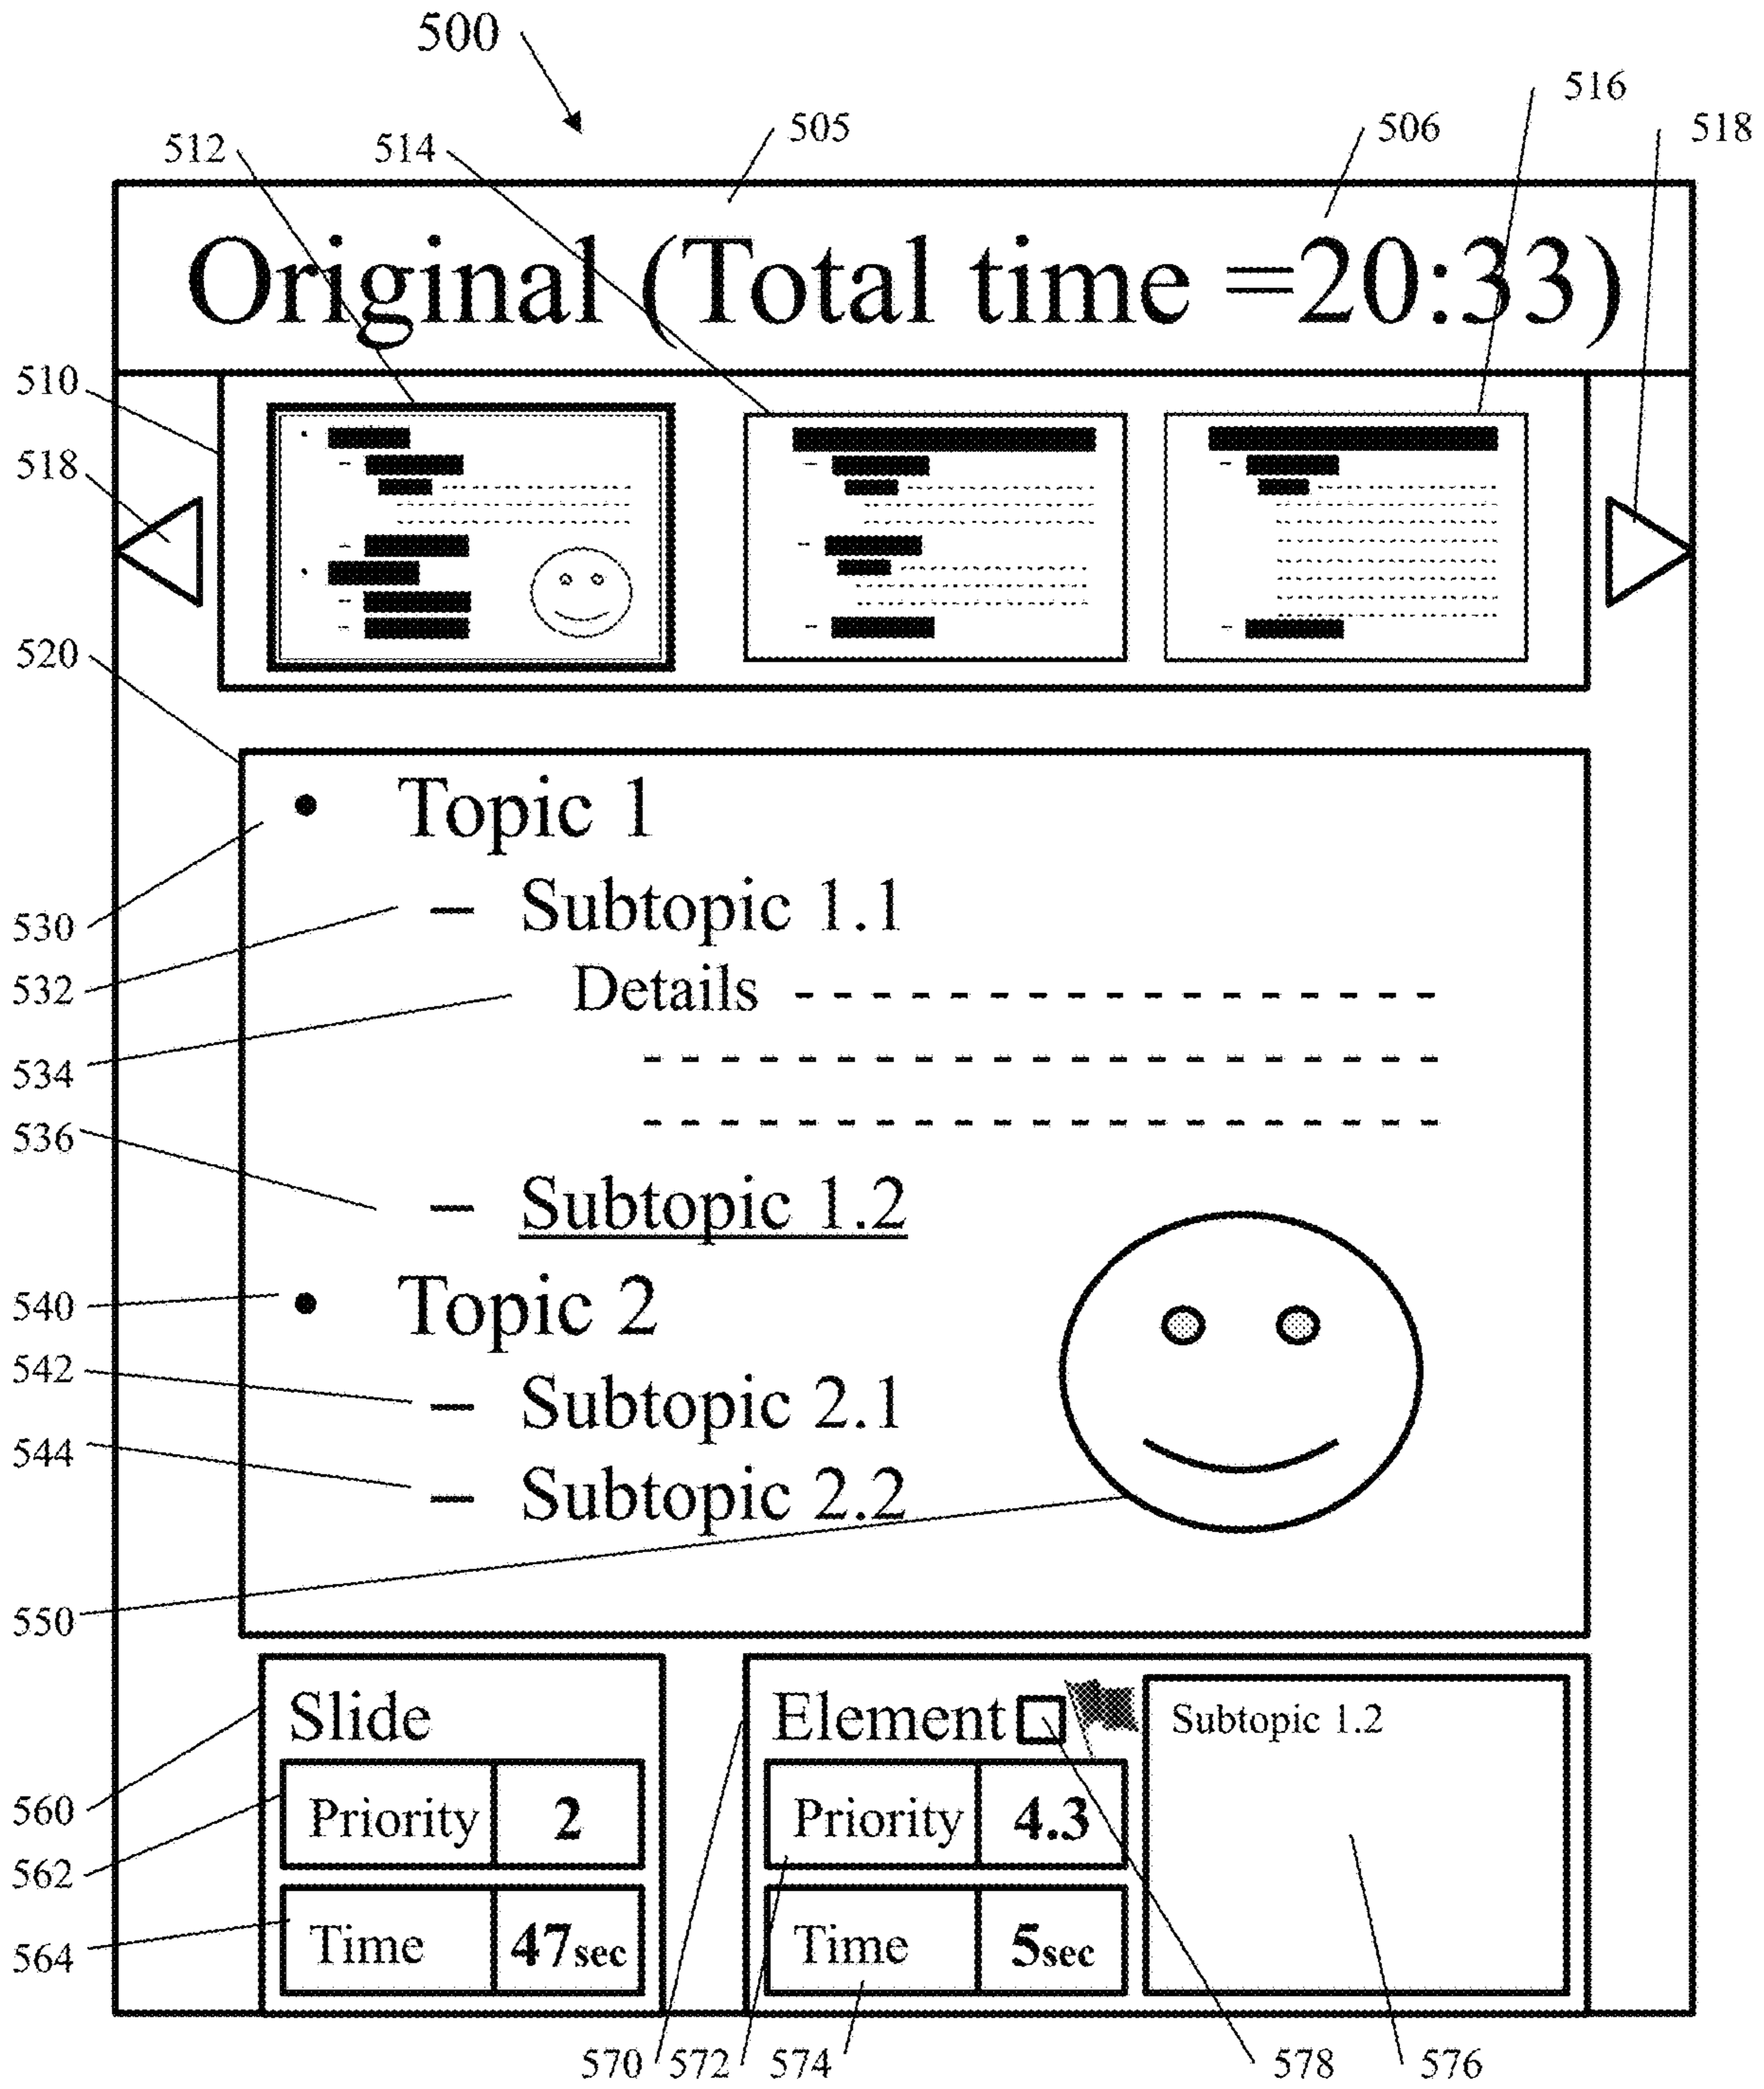 500
516
505
506
518
512
514
Original (Total time =20:33)
510
518
520
• Topic 1
530
– Subtopic 1.1
532
Details
534
536
– Subtopic 1.2
540
• Topic 2
542
– Subtopic 2.1
544
– Subtopic 2.2
550
Slide
Element
Subtopic 1.2
560
Priority 2
Priority 4.3
562
564
Time 47sec
Time 5sec
570 572 574 578 576